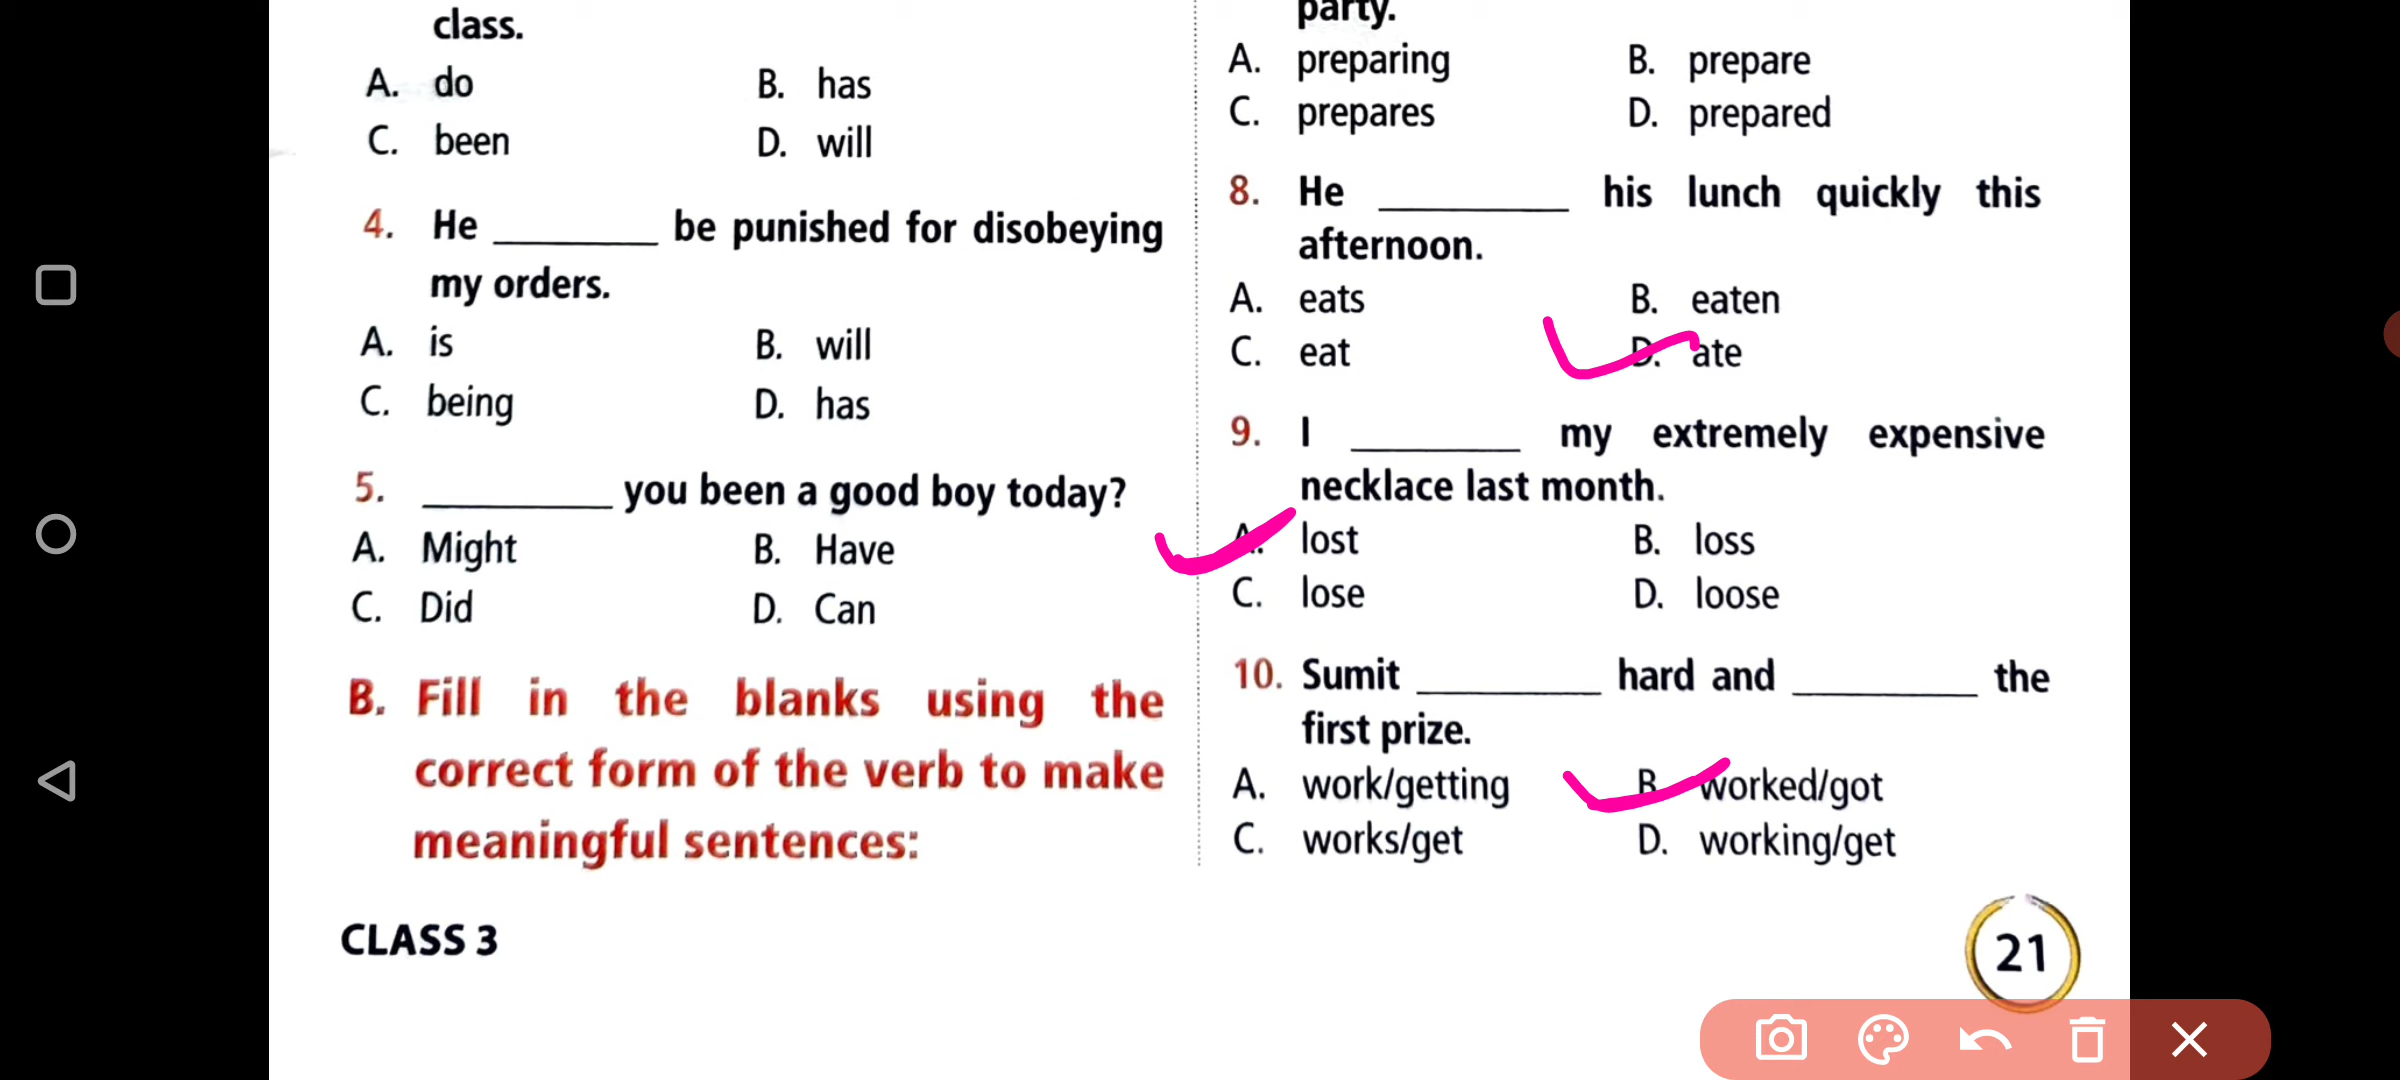 class.
A. do B. has
C. been D. will
4. He ________ be punished for disobeying
my orders.
A. is B. will
C. being D. has
5. ________ you been a good boy today?
A. Might B. Have
C. Did D. Can
B. Fill in the blanks using the
correct form of the verb to make
meaningful sentences:
CLASS 3
party.
A. preparing B. prepare
C. prepares D. prepared
8. He ________ his lunch quickly this
afternoon.
A. eats B. eaten
C. eat D. ate
9. I ________ my extremely expensive
necklace last month.
A. lost B. loss
C. lose D. loose
10. Sumit ________ hard and ________ the
first prize.
A. work/getting B. worked/got
C. works/get D. working/get
21